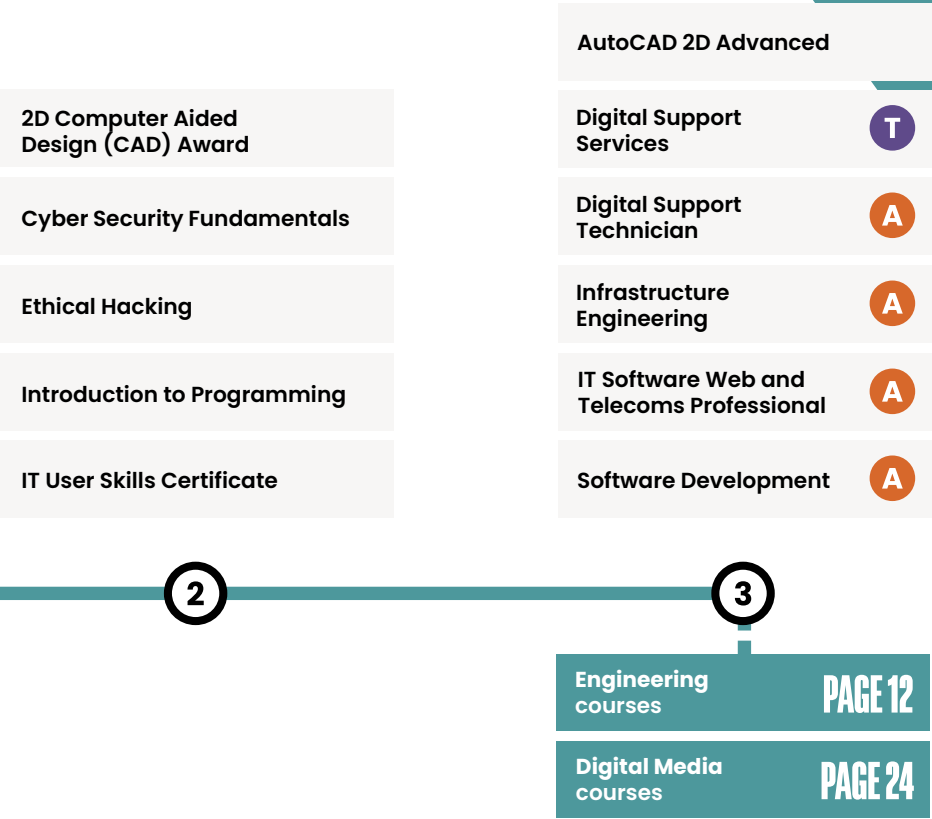 2D Computer Aided
Design (CAD) Award
Cyber Security Fundamentals
Ethical Hacking
Introduction to Programming
IT User Skills Certificate
2
AutoCAD 2D Advanced
Digital Support
Services
T
Digital Support
Technician
A
Infrastructure
Engineering
A
IT Software Web and
Telecoms Professional
A
Software Development
A
3
Engineering
courses
PAGE 12
Digital Media
courses
PAGE 24